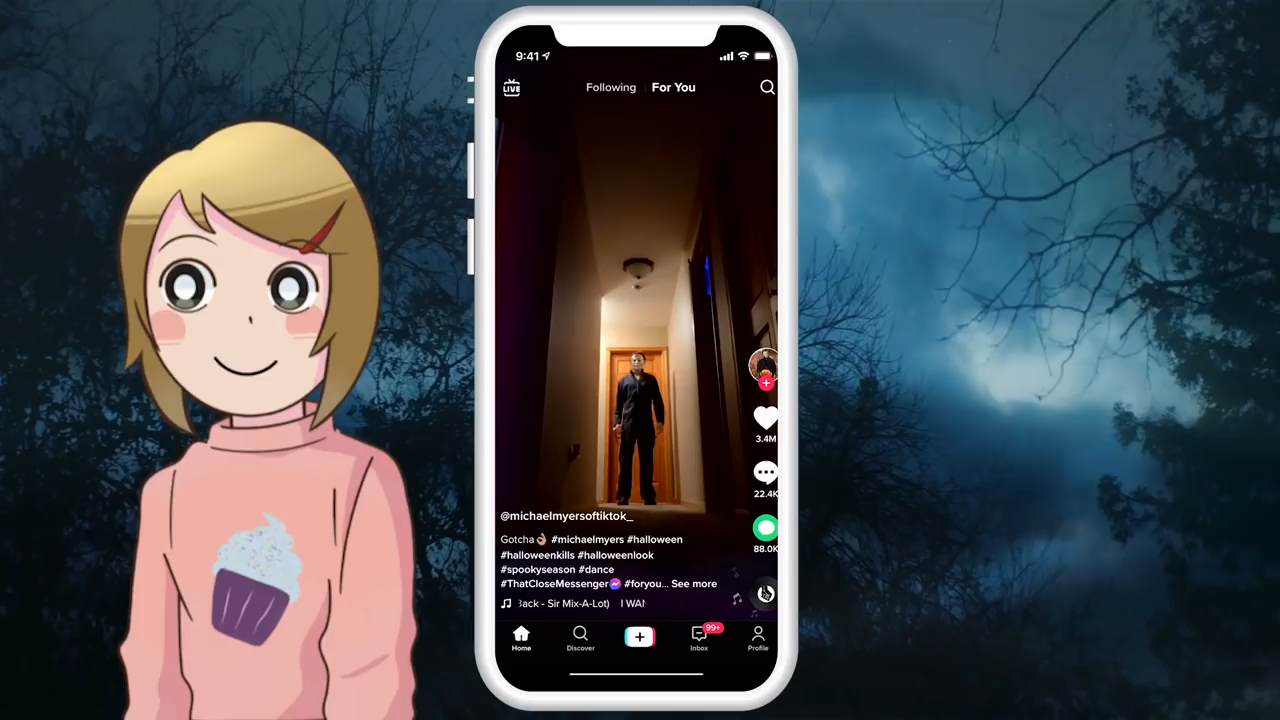 9:41
LIVE
Following
For You
3.4M
22.4K
88.0K
@michaelmyersoftiktok_
Gotcha👌🏼 #michaelmyers #halloween
#halloweenkills #halloweenlook
#spookyseason #dance
#ThatCloseMessenger #foryou... See more
Back - Sir Mix-A-Lot) I WAN
99+
Home
Discover
Inbox
Profile